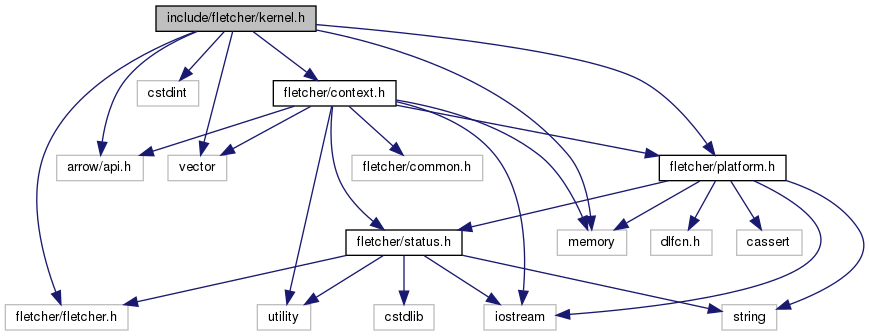 include/fletcher/kernel.h
cstdint
fletcher/context.h
arrow/api.h
vector
fletcher/common.h
fletcher/platform.h
fletcher/status.h
memory
dlfcn.h
cassert
fletcher/fletcher.h
utility
cstdlib
iostream
string